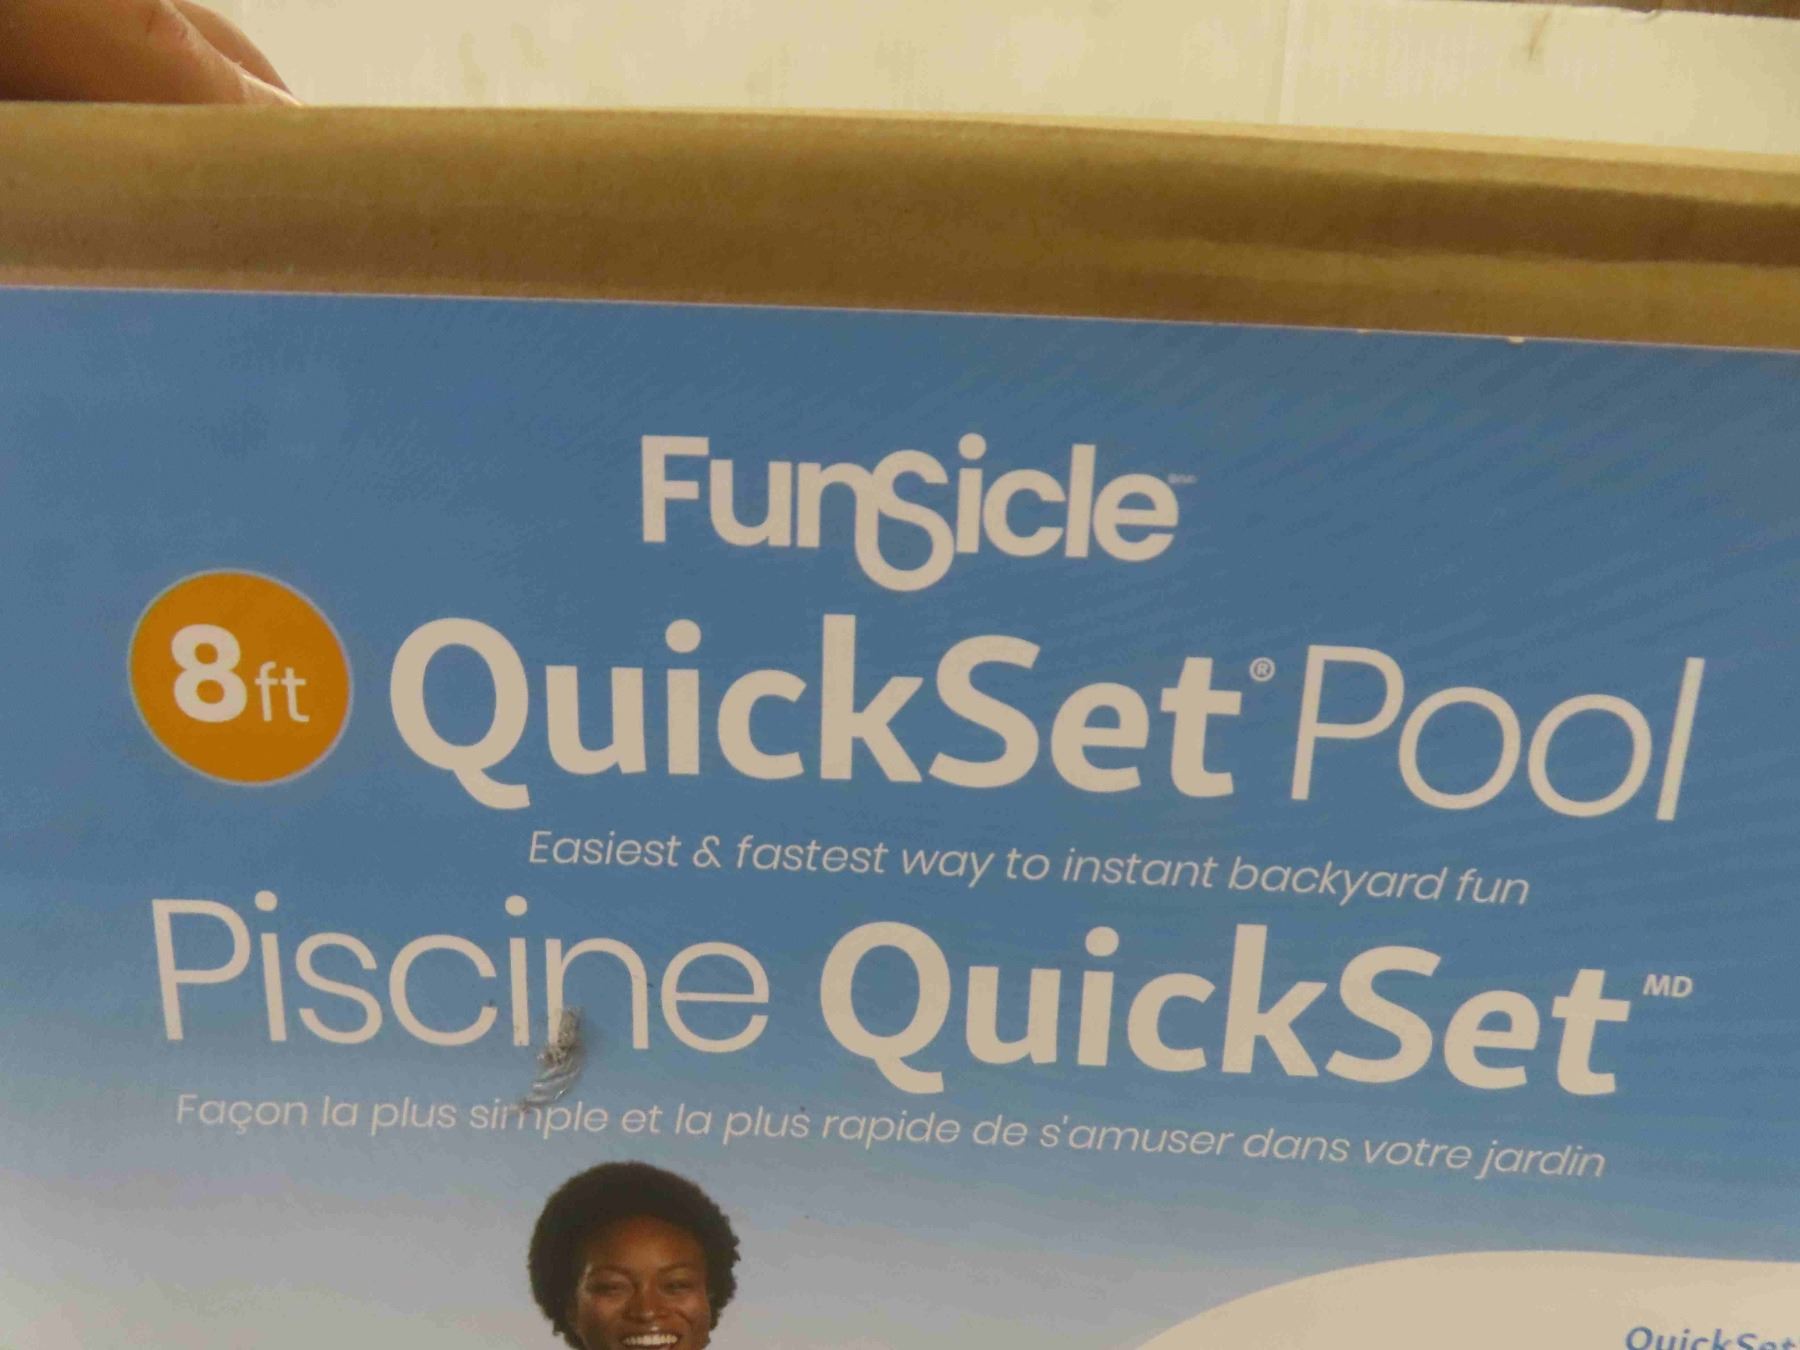 FunSicle
8ft
QuickSet® Pool
Easiest & fastest way to instant backyard fun
Piscine QuickSet MD
Façon la plus simple et la plus rapide de s'amuser dans votre jardin
QuickSet